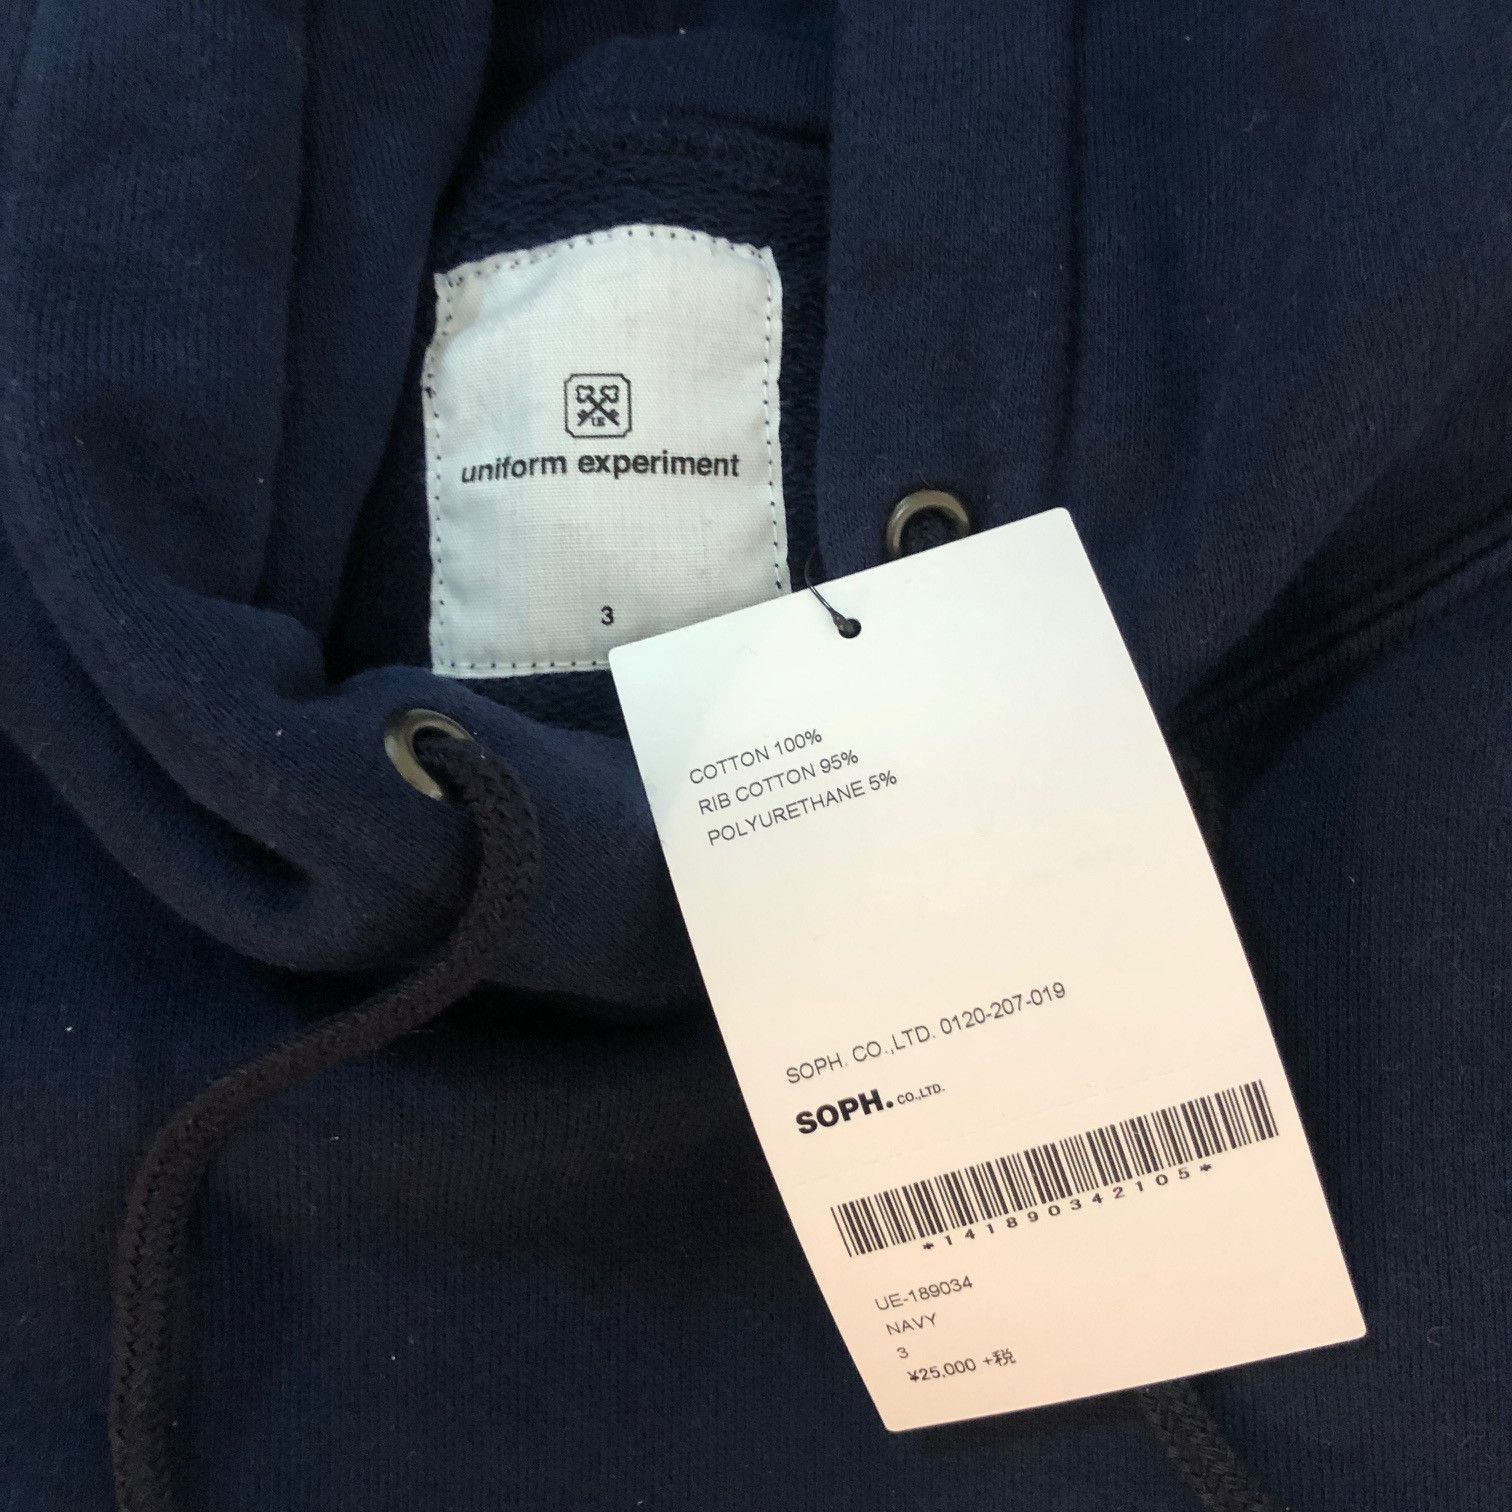 uniform experiment
3
COTTON 100%
RIB COTTON 95%
POLYURETHANE 5%
SOPH. CO.,LTD. 0120-207-019
SOPH. CO.,LTD.
*141890342105*
UE-189034
NAVY
3
¥25,000 +税